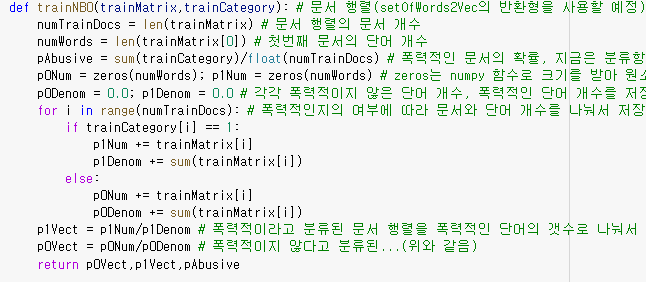 def trainNB0(trainMatrix,trainCategory): # 문서 행렬(setOfWords2Vec의 반환형을 사용할 예정)
    numTrainDocs = len(trainMatrix) # 문서 행렬의 문서 개수
    numWords = len(trainMatrix[0]) # 첫번째 문서의 단어 개수
    pAbusive = sum(trainCategory)/float(numTrainDocs) # 폭력적인 문서의 확률, 지금은 분류항
    p0Num = zeros(numWords); p1Num = zeros(numWords) # zeros는 numpy 함수로 크기를 받아 원소
    p0Denom = 0.0; p1Denom = 0.0 # 각각 폭력적이지 않은 단어 개수, 폭력적인 단어 개수를 저장
    for i in range(numTrainDocs): # 폭력적인지의 여부에 따라 문서와 단어 개수를 나눠서 저장
        if trainCategory[i] == 1:
            p1Num += trainMatrix[i]
            p1Denom += sum(trainMatrix[i])
        else:
            p0Num += trainMatrix[i]
            p0Denom += sum(trainMatrix[i])
    p1Vect = p1Num/p1Denom # 폭력적이라고 분류된 문서 행렬을 폭력적인 단어의 갯수로 나눠서
    p0Vect = p0Num/p0Denom # 폭력적이지 않다고 분류된...(위와 같음)
    return p0Vect,p1Vect,pAbusive